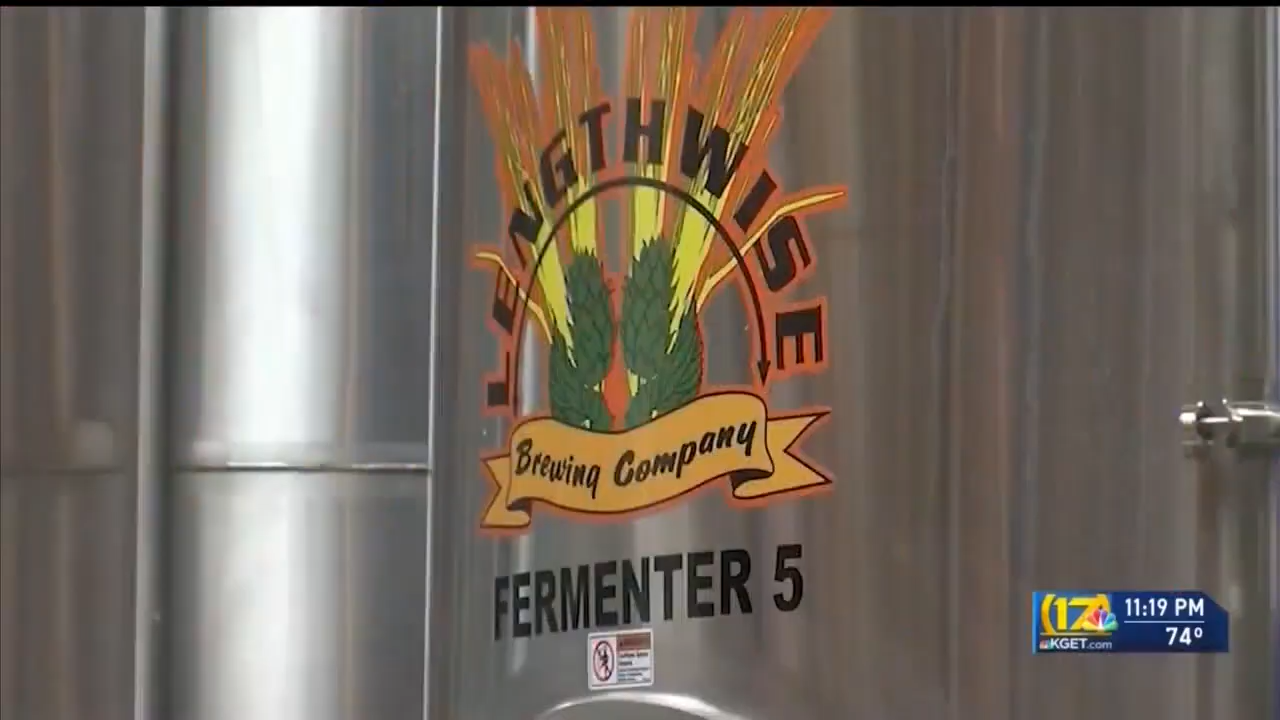 LENGTHWISE
Brewing Company
FERMENTER 5
17
KGET.com
11:19 PM
74°